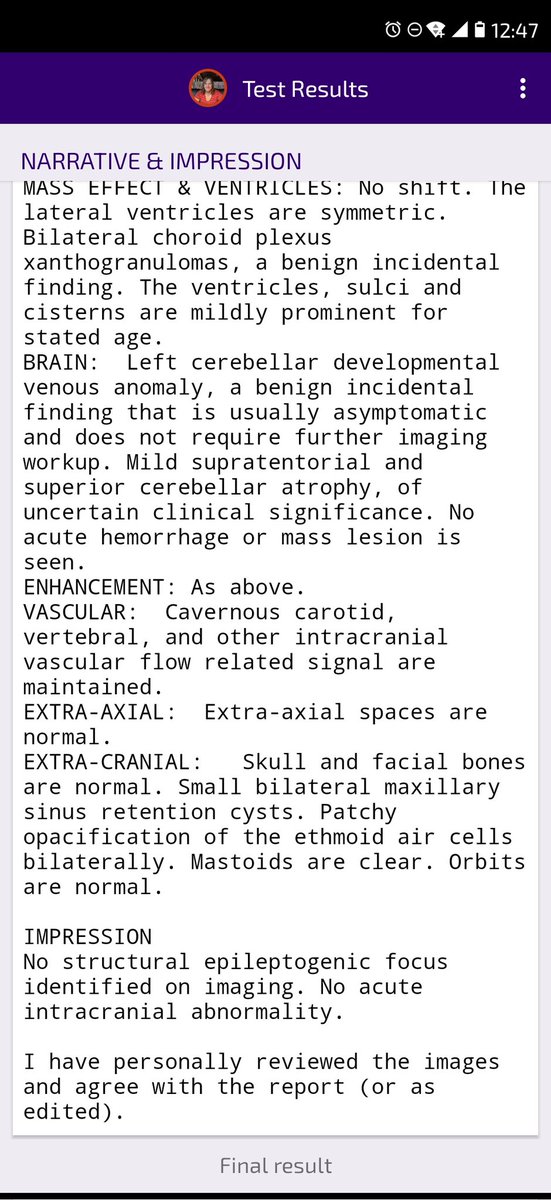 12:47
Test Results
NARRATIVE & IMPRESSION
MASS EFFECT & VENTRICLES: No shift. The
lateral ventricles are symmetric.
Bilateral choroid plexus
xanthogranulomas, a benign incidental
finding. The ventricles, sulci and
cisterns are mildly prominent for
stated age.
BRAIN:  Left cerebellar developmental
venous anomaly, a benign incidental
finding that is usually asymptomatic
and does not require further imaging
workup. Mild supratentorial and
superior cerebellar atrophy, of
uncertain clinical significance. No
acute hemorrhage or mass lesion is
seen.
ENHANCEMENT: As above.
VASCULAR:  Cavernous carotid,
vertebral, and other intracranial
vascular flow related signal are
maintained.
EXTRA-AXIAL:  Extra-axial spaces are
normal.
EXTRA-CRANIAL:   Skull and facial bones
are normal. Small bilateral maxillary
sinus retention cysts. Patchy
opacification of the ethmoid air cells
bilaterally. Mastoids are clear. Orbits
are normal.
IMPRESSION
No structural epileptogenic focus
identified on imaging. No acute
intracranial abnormality.
I have personally reviewed the images
and agree with the report (or as
edited).
Final result